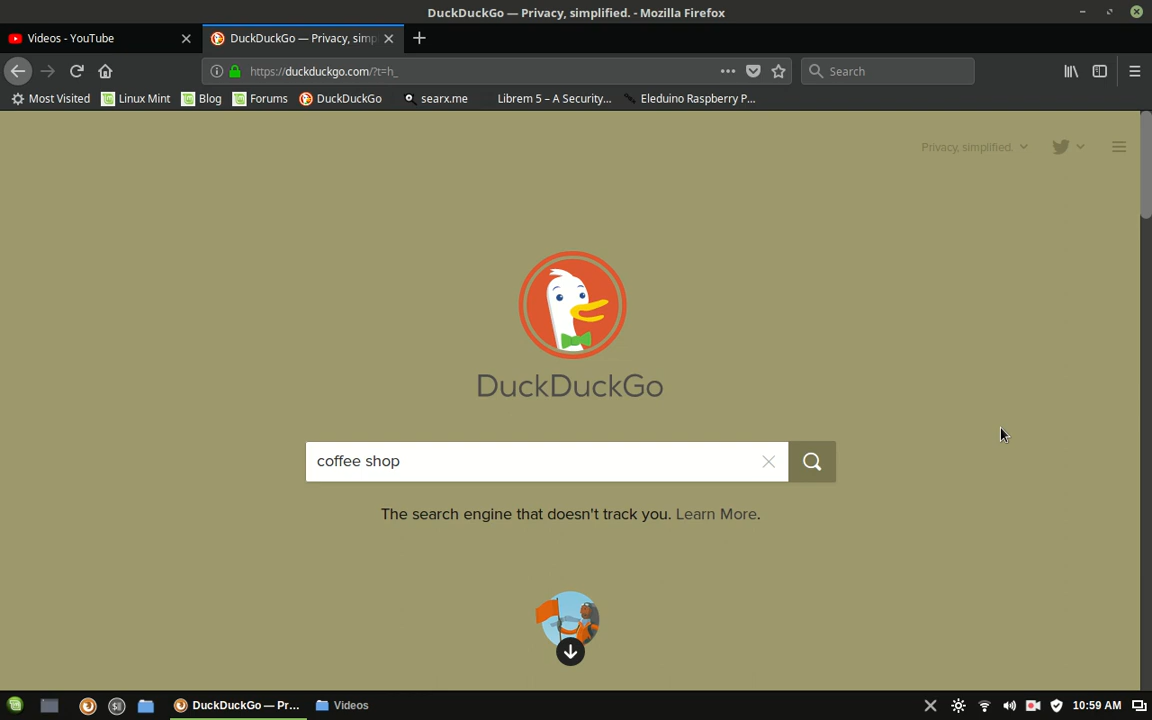 DuckDuckGo — Privacy, simplified. - Mozilla Firefox
Videos - YouTube
DuckDuckGo — Privacy, simp
https://duckduckgo.com/?t=h_
Search
Most Visited
Linux Mint
Blog
Forums
DuckDuckGo
searx.me
Librem 5 – A Security...
Eleduino Raspberry P...
Privacy, simplified.
DuckDuckGo
coffee shop
The search engine that doesn't track you. Learn More.
DuckDuckGo — Pr...
Videos
10:59 AM